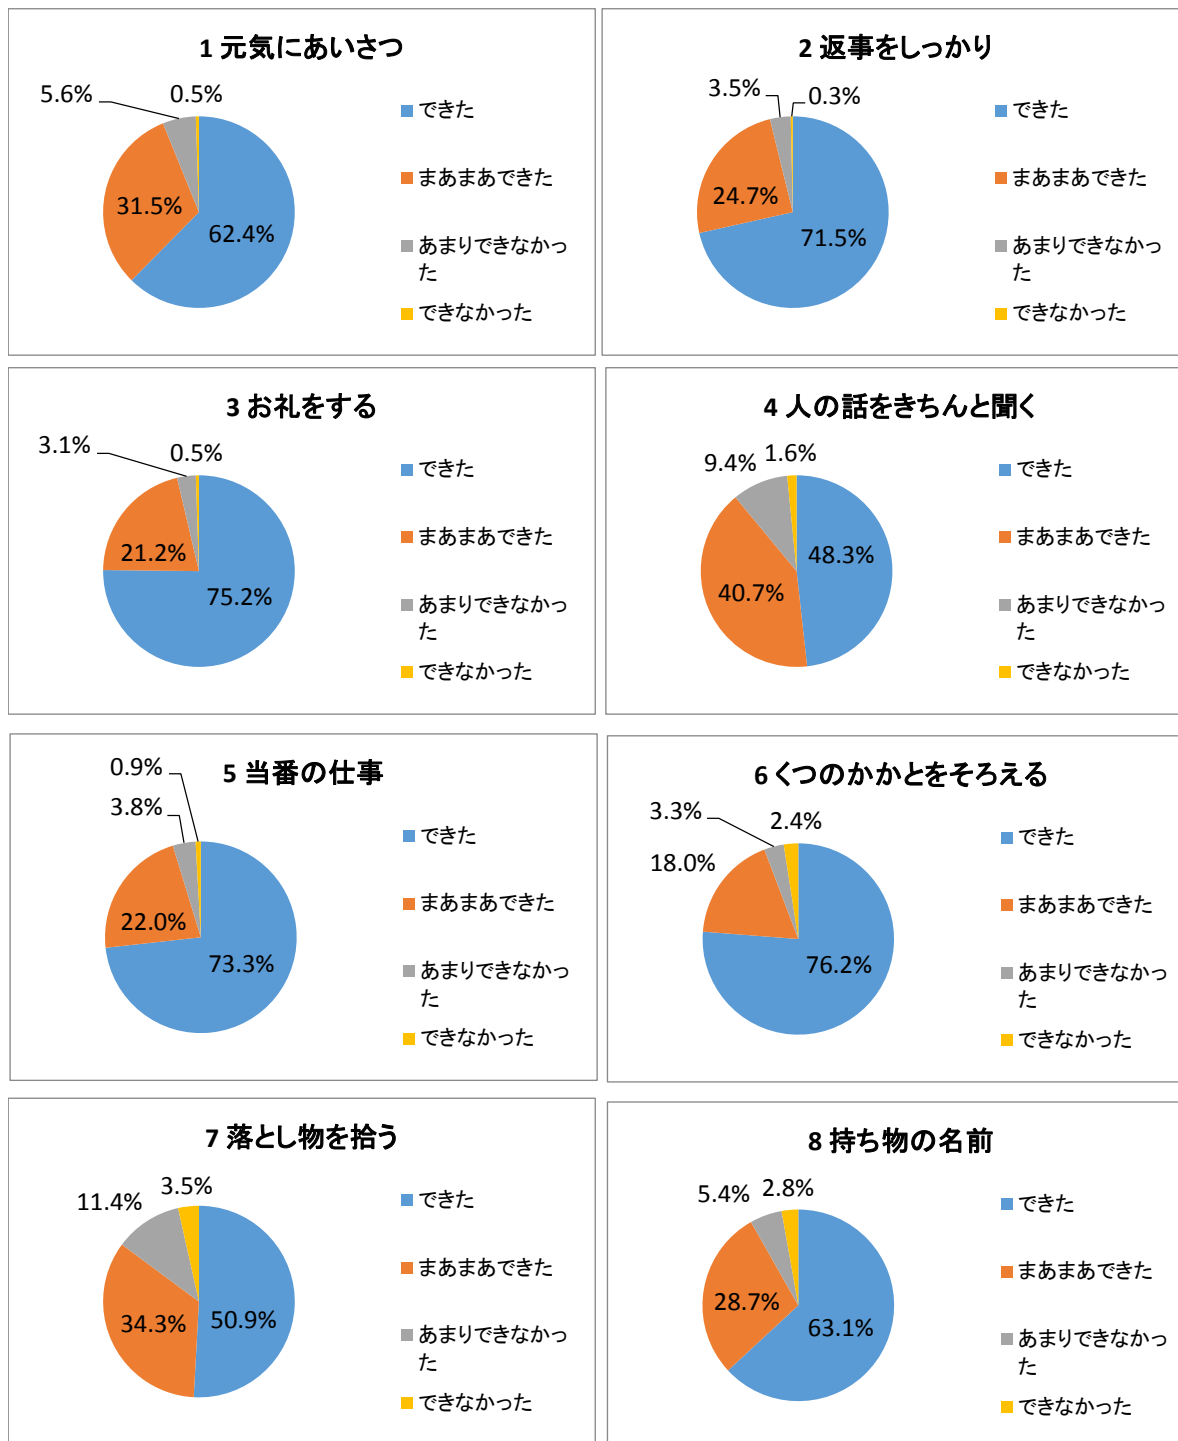 1 元気にあいさつ
5.6%
0.5%
31.5%
62.4%
できた
まあまあできた
あまりできなかっ
た
できなかった
2 返事をしっかり
3.5%
0.3%
24.7%
71.5%
できた
まあまあできた
あまりできなかっ
た
できなかった
3 お礼をする
3.1%
0.5%
21.2%
75.2%
できた
まあまあできた
あまりできなかっ
た
できなかった
4 人の話をきちんと聞く
9.4%
1.6%
48.3%
40.7%
できた
まあまあできた
あまりできなかっ
た
できなかった
5 当番の仕事
0.9%
3.8%
22.0%
73.3%
できた
まあまあできた
あまりできなかっ
た
できなかった
6 くつのかかとをそろえる
3.3%
2.4%
18.0%
76.2%
できた
まあまあできた
あまりできなかっ
た
できなかった
7 落とし物を拾う
11.4%
3.5%
34.3%
50.9%
できた
まあまあできた
あまりできなかっ
た
できなかった
8 持ち物の名前
5.4%
2.8%
28.7%
63.1%
できた
まあまあできた
あまりできなかっ
た
できなかった